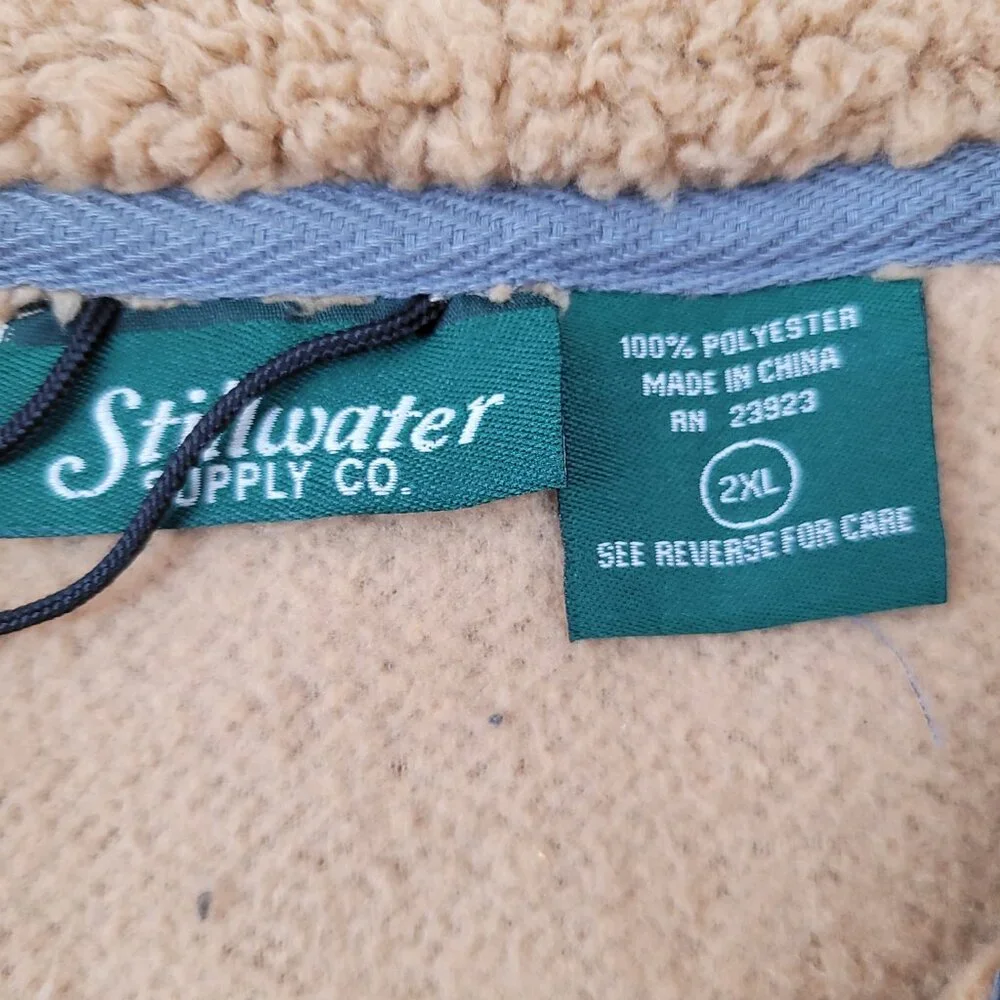 Stillwater
SUPPLY CO.
100% POLYESTER
MADE IN CHINA
RN 23923
2XL
SEE REVERSE FOR CARE